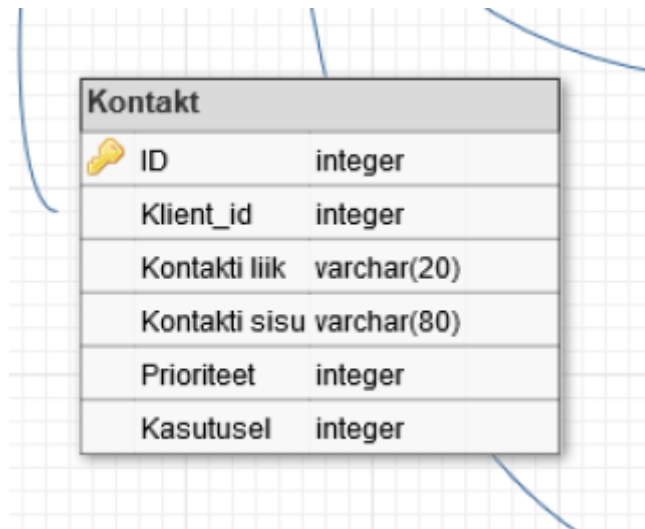 Kontakt
ID integer
Klient_id integer
Kontakti liik varchar(20)
Kontakti sisu varchar(80)
Prioriteet integer
Kasutusel integer